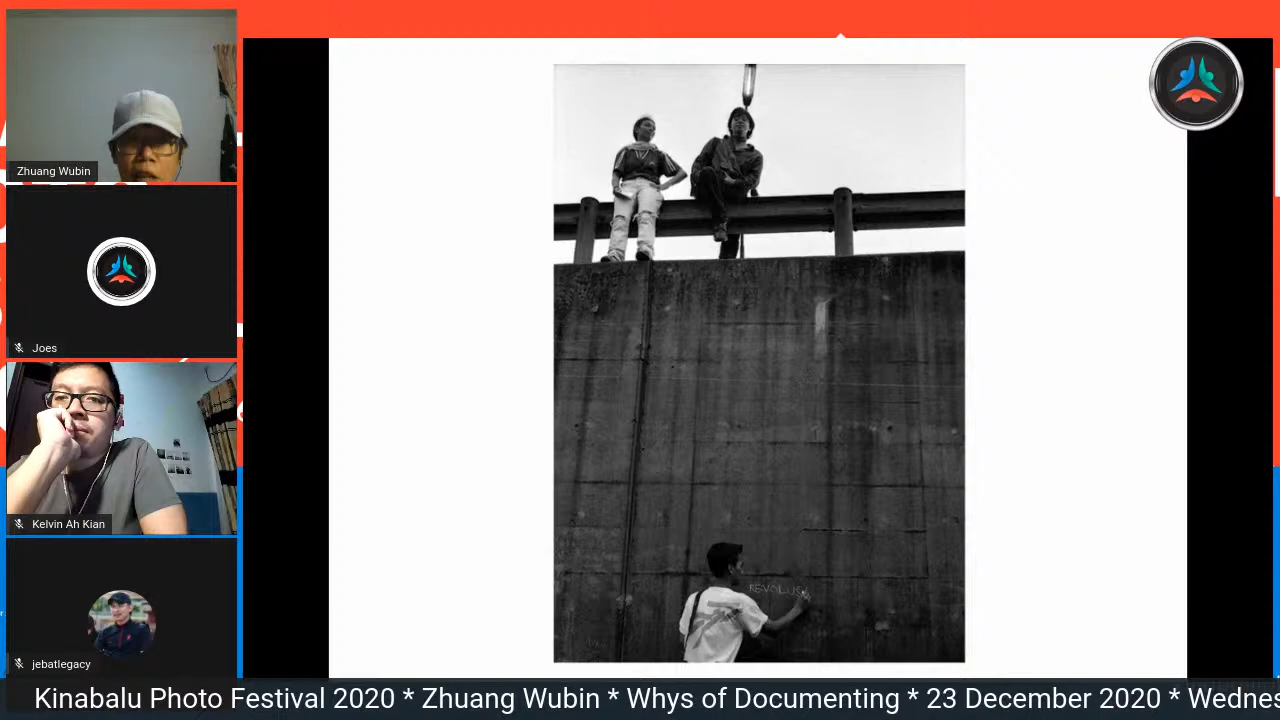 Zhuang Wubin
Joes
Kelvin Ah Kian
jebatlegacy
REVOLUSI
Kinabalu Photo Festival 2020 * Zhuang Wubin * Whys of Documenting * 23 December 2020 * Wednes